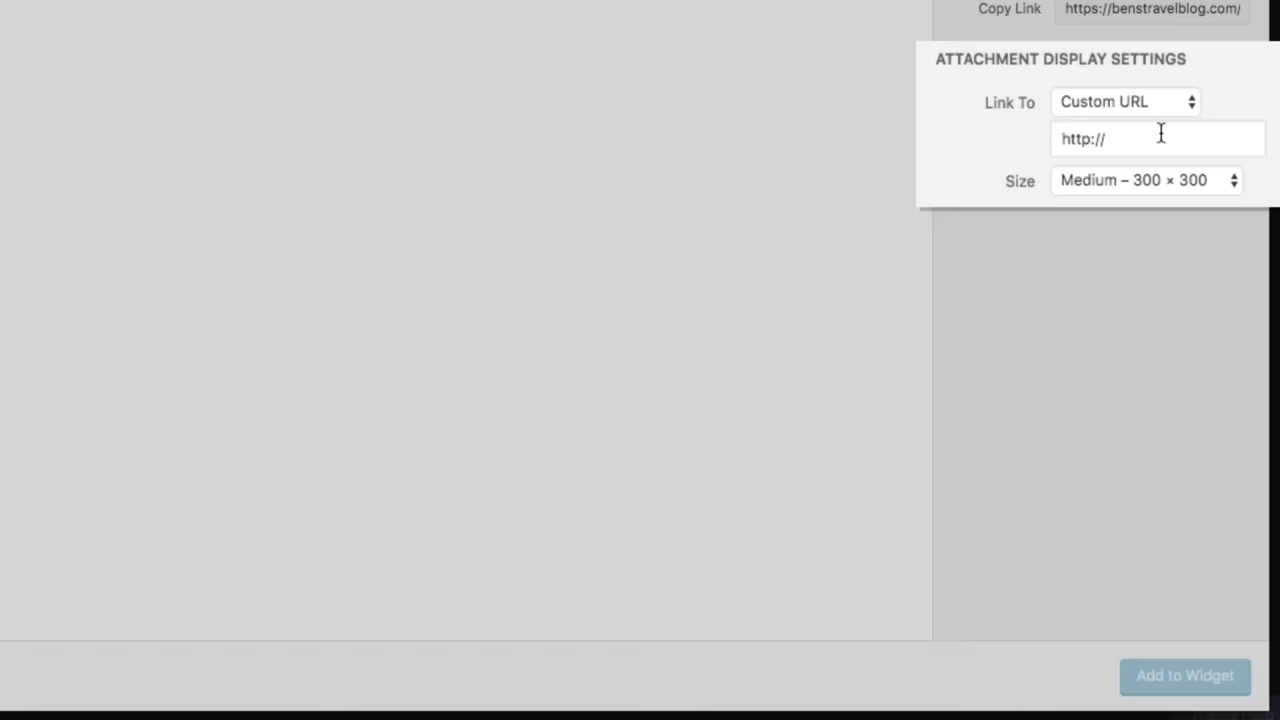 Copy Link https://benstravelblog.com/
ATTACHMENT DISPLAY SETTINGS
Link To Custom URL
http://
Size Medium – 300 × 300
Add to Widget